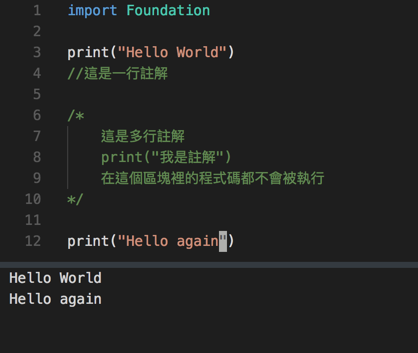 1 import Foundation
2
3 print("Hello World")
4 //這是一行註解
5
6 /*
7 這是多行註解
8 print("我是註解")
9 在這個區塊裡的程式碼都不會被執行
10 */
11
12 print("Hello again")
Hello World
Hello again